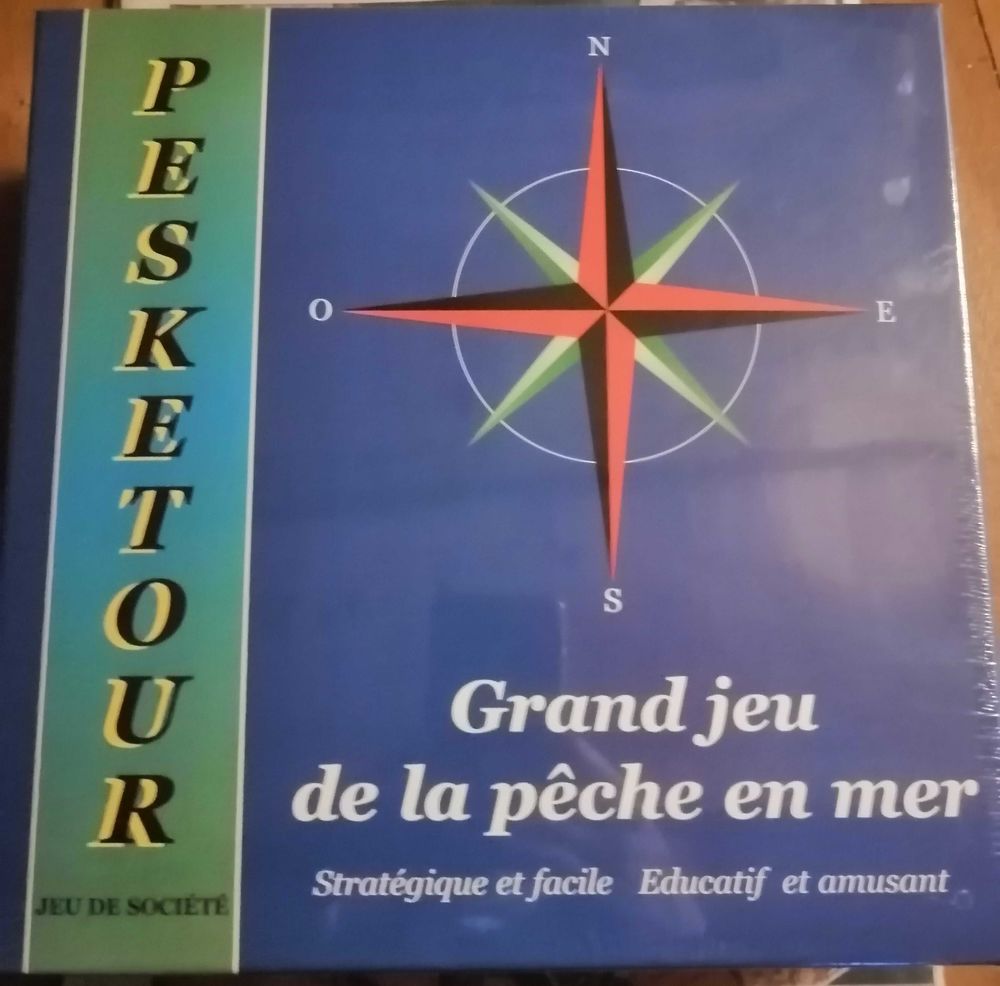 PESKETOUR
JEU DE SOCIÉTÉ
N
O
E
S
Grand jeu
de la pêche en mer
Stratégique et facile Educatif et amusant